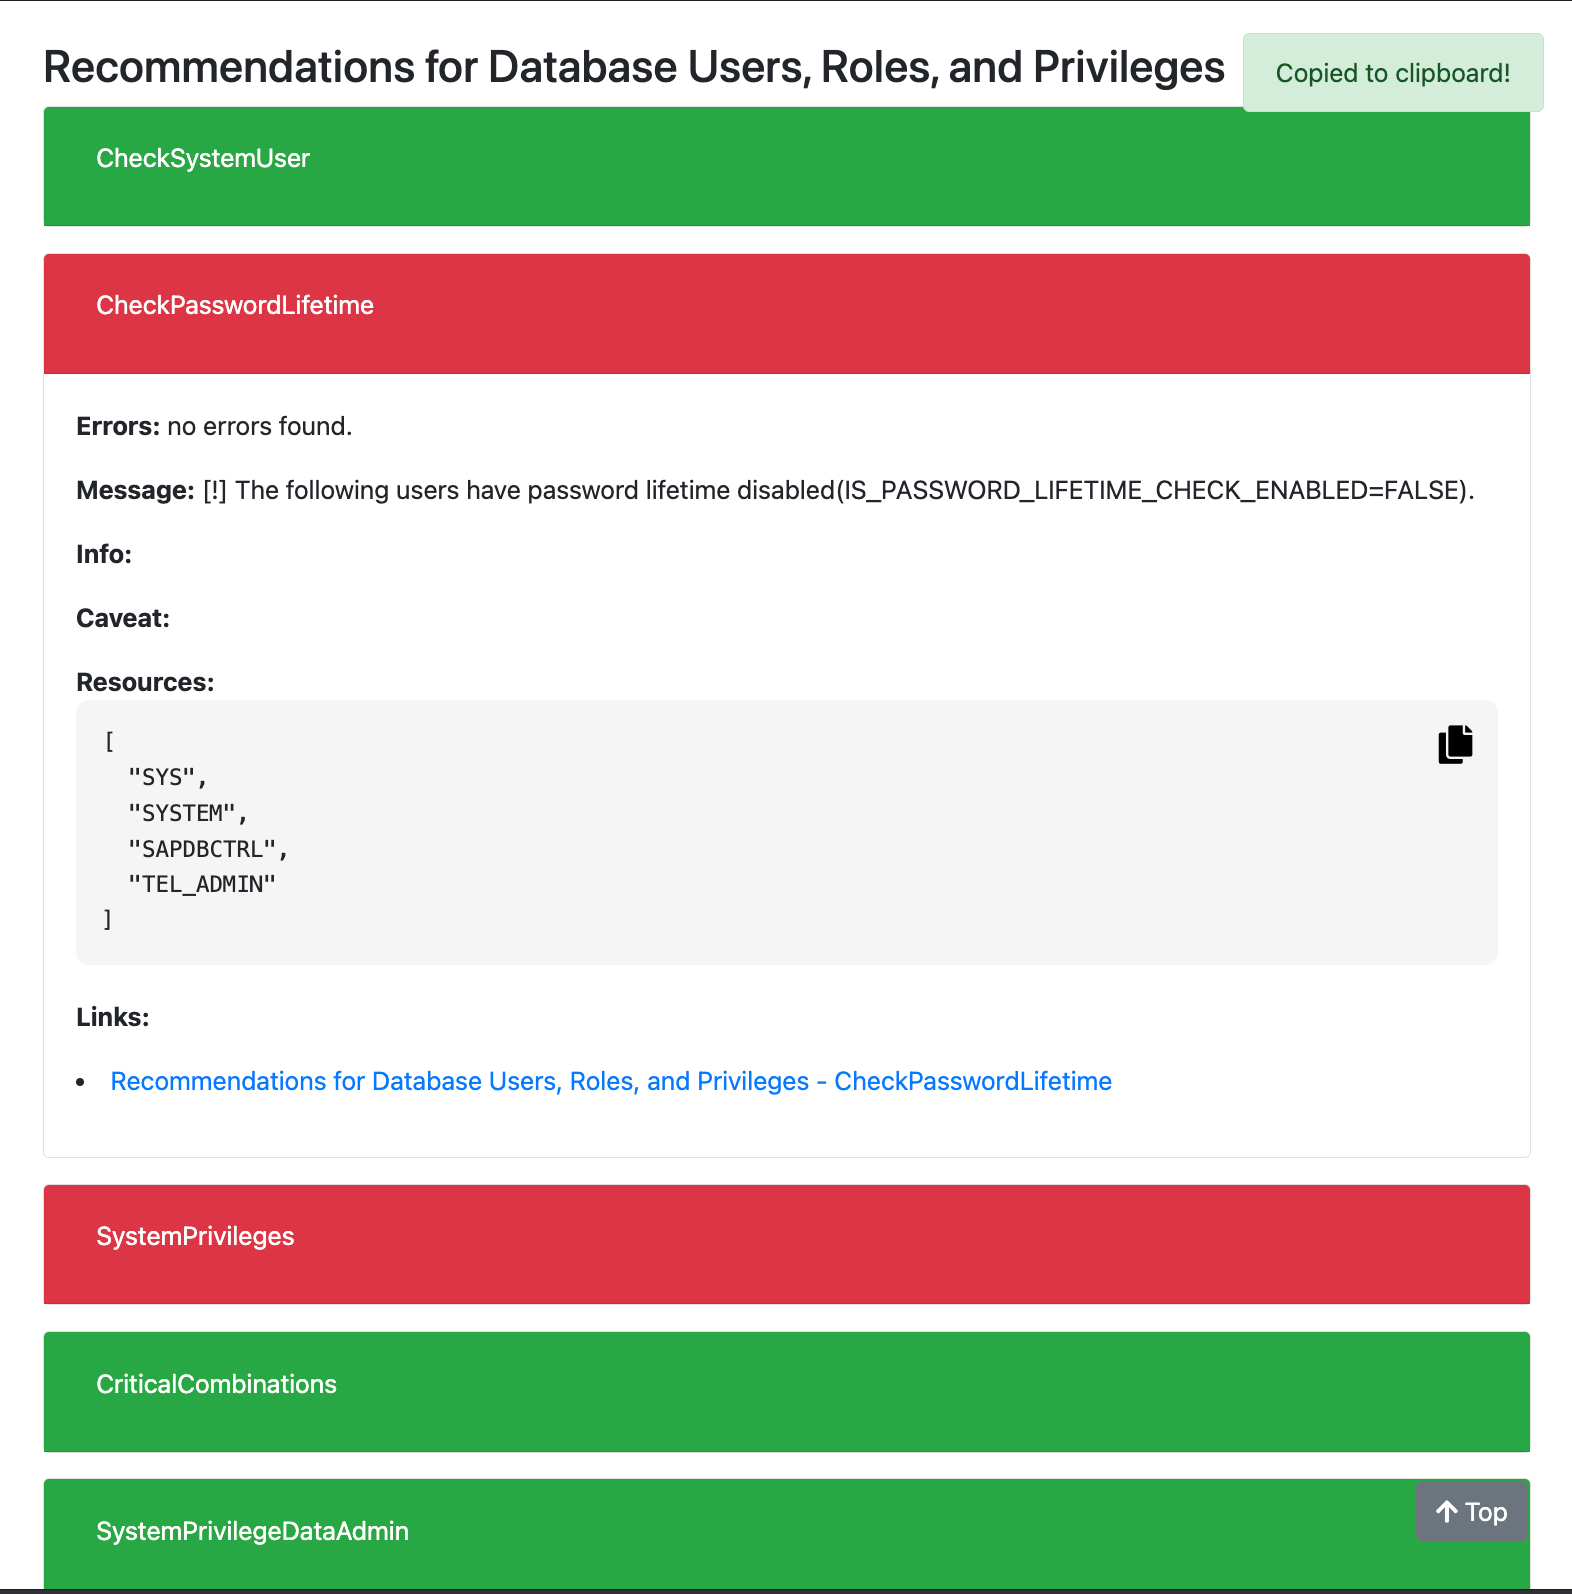 Recommendations for Database Users, Roles, and Privileges
Copied to clipboard!
CheckSystemUser
CheckPasswordLifetime
Errors: no errors found.
Message: [!] The following users have password lifetime disabled(IS_PASSWORD_LIFETIME_CHECK_ENABLED=FALSE).
Info:
Caveat:
Resources:
[
"SYS",
"SYSTEM",
"SAPDBCTRL",
"TEL_ADMIN"
]
Links:
• Recommendations for Database Users, Roles, and Privileges - CheckPasswordLifetime
SystemPrivileges
CriticalCombinations
SystemPrivilegeDataAdmin
↑ Top